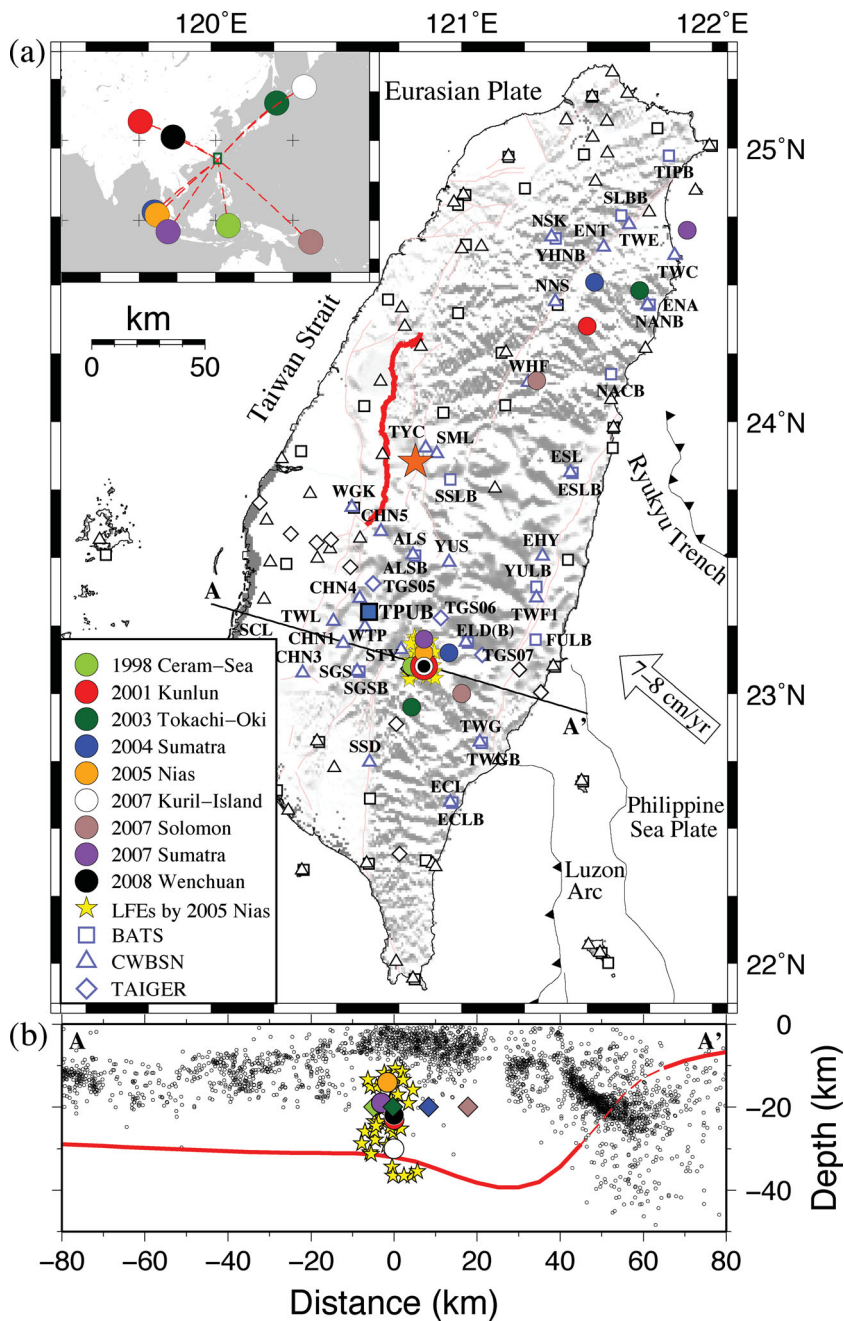 120˚E
121˚E
122˚E
(a)
Eurasian Plate
25˚N
TIPB
SLBB
NSK
ENT
TWE
YHNB
TWC
NNS
ENA
NANB
km
0
50
Taiwan Strait
WHF
NACB
24˚N
TYC
SML
ESL
SSLB
ESLB
WGK
CHN5
Ryukyu Trench
ALS
YUS
EHY
ALSB
YULB
CHN4
TGS05
A
TPUB
TGS06
TWF1
SCL
TWL
CHN1
WTP
ELD(B)
FULB
CHN3
STY
TGS07
SGS
SGSB
23˚N
7−8 cm/yr
A'
TWG
SSD
TWGB
ECL
ECLB
Philippine
Sea Plate
Luzon
Arc
22˚N
1998 Ceram−Sea
2001 Kunlun
2003 Tokachi−Oki
2004 Sumatra
2005 Nias
2007 Kuril−Island
2007 Solomon
2007 Sumatra
2008 Wenchuan
LFEs by 2005 Nias
BATS
CWBSN
TAIGER
(b)
A
A'
0
−20
−40
Depth (km)
−80 −60 −40 −20 0 20 40 60 80
Distance (km)